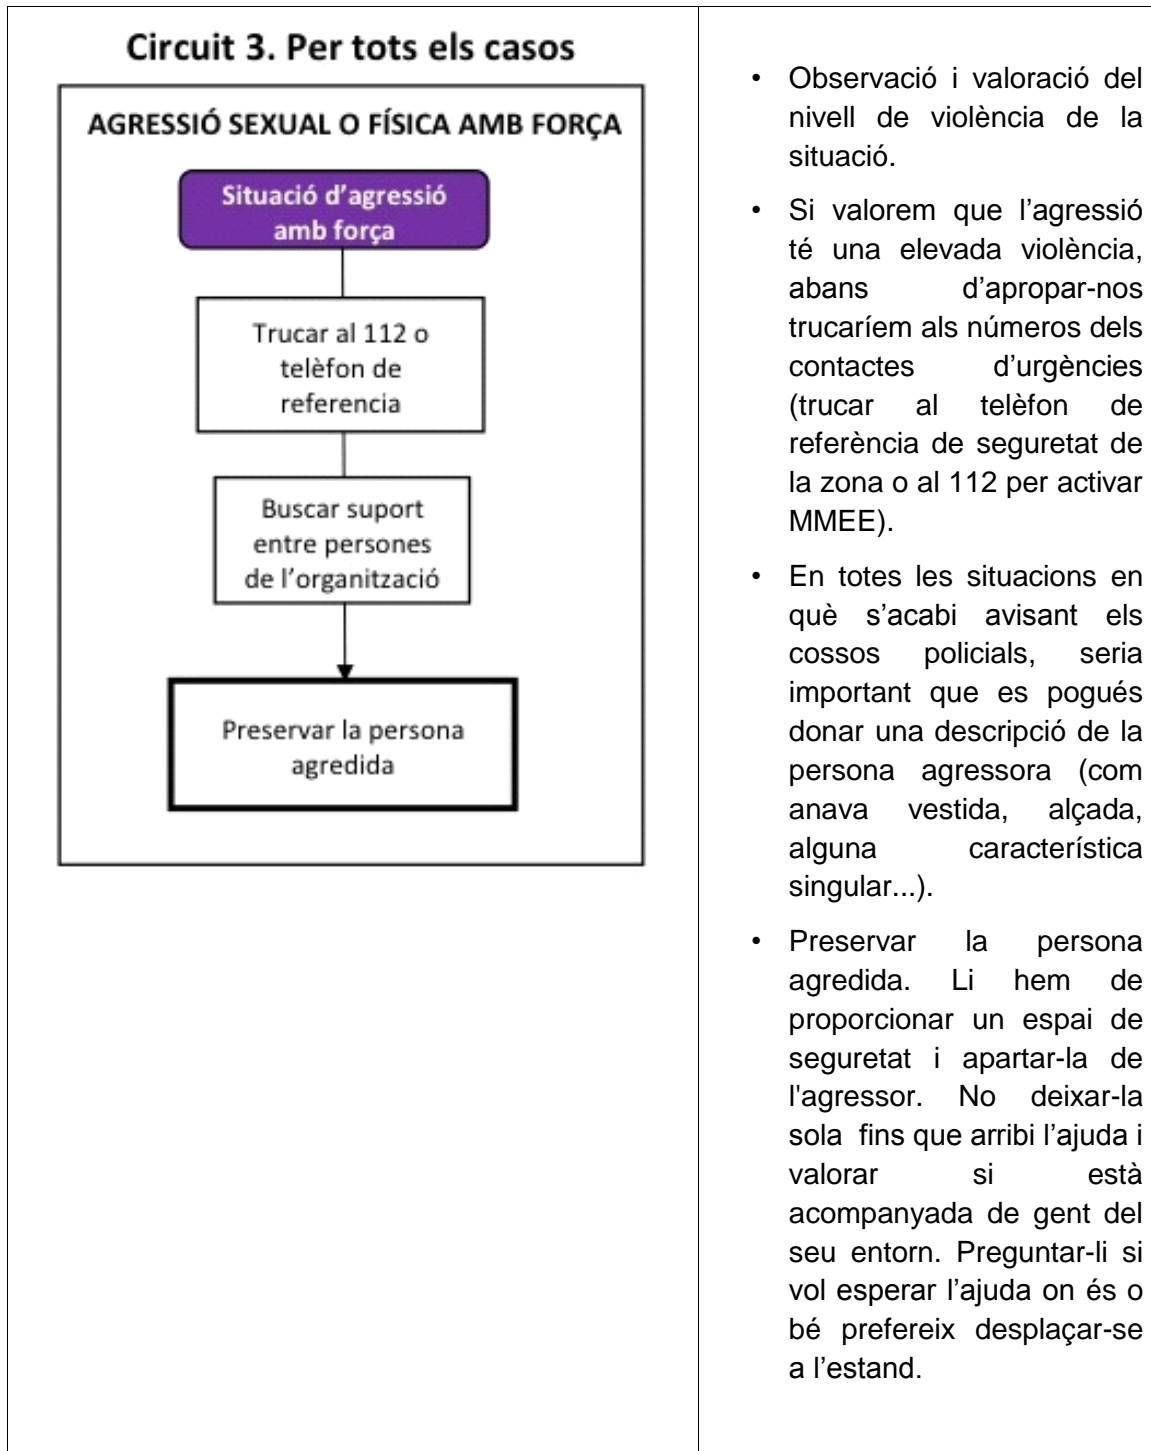 Circuit 3. Per tots els casos
AGRESSIÓ SEXUAL O FÍSICA AMB FORÇA
Situació d’agressió
amb força
Trucar al 112 o
telèfon de
referencia
Buscar suport
entre persones
de l’organització
Preservar la persona
agredida
• Observació i valoració del
nivell de violència de la
situació.
• Si valorem que l’agressió
té una elevada violència,
abans d’apropar-nos
trucaríem als números dels
contactes d’urgències
(trucar al telèfon de
referència de seguretat de
la zona o al 112 per activar
MMEE).
• En totes les situacions en
què s’acabi avisant els
cossos policials, seria
important que es pogués
donar una descripció de la
persona agressora (com
anava vestida, alçada,
alguna característica
singular...).
• Preservar la persona
agredida. Li hem de
proporcionar un espai de
seguretat i apartar-la de
l'agressor. No deixar-la
sola fins que arribi l’ajuda i
valorar si està
acompanyada de gent del
seu entorn. Preguntar-li si
vol esperar l’ajuda on és o
bé prefereix desplaçar-se
a l’estand.